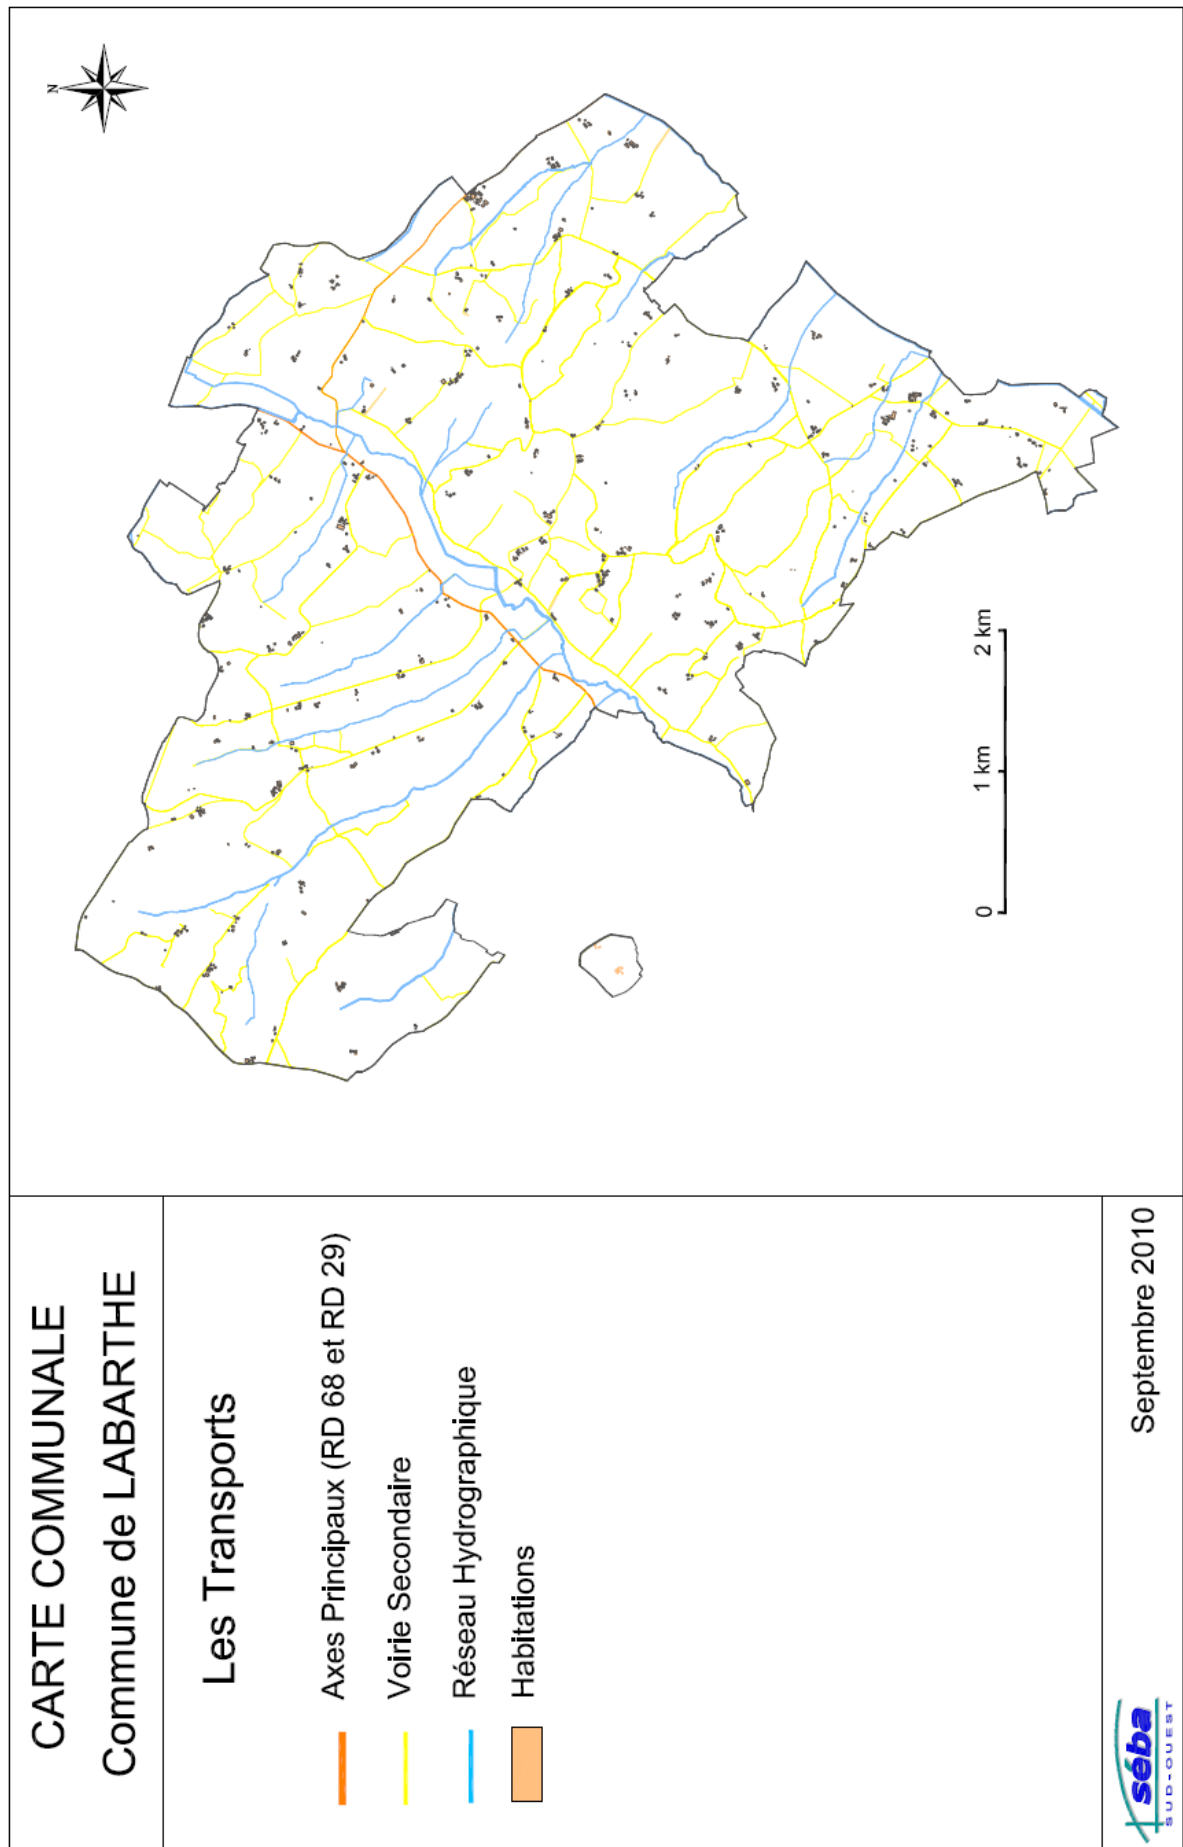 CARTE COMMUNALE
Commune de LABARTHE
Les Transports
Axes Principaux (RD 68 et RD 29)
Voirie Secondaire
Réseau Hydrographique
Habitations
N
0 1 km 2 km
séba
SUD-OUEST
Septembre 2010